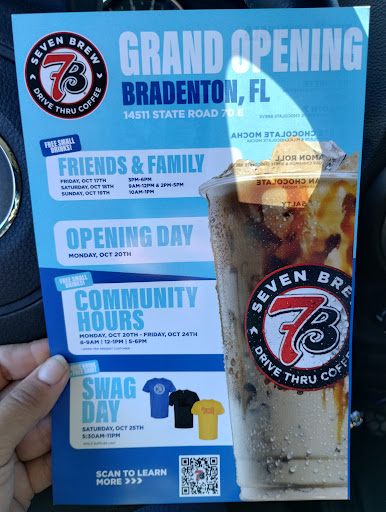 SEVEN BREW
7B
DRIVE THRU COFFEE
GRAND OPENING
BRADENTON, FL
14511 STATE ROAD 70 E
FREE SMALL
DRINKS!
FRIENDS & FAMILY
FRIDAY, OCT 17TH 3PM-6PM
SATURDAY, OCT 18TH 9AM-12PM & 2PM-5PM
SUNDAY, OCT 19TH 10AM-1PM
OPENING DAY
MONDAY, OCT 20TH
FREE SMALL
DRINKS!
COMMUNITY
HOURS
MONDAY, OCT 20TH - FRIDAY, OCT 24TH
8-9AM | 12-1PM | 5-6PM
SWAG
DAY
SATURDAY, OCT 25TH
5:30AM-11PM
SCAN TO LEARN
MORE >>>
CHOCOLATE MOCHA
SALTY
SEVEN BREW
7B
DRIVE THRU COFFEE